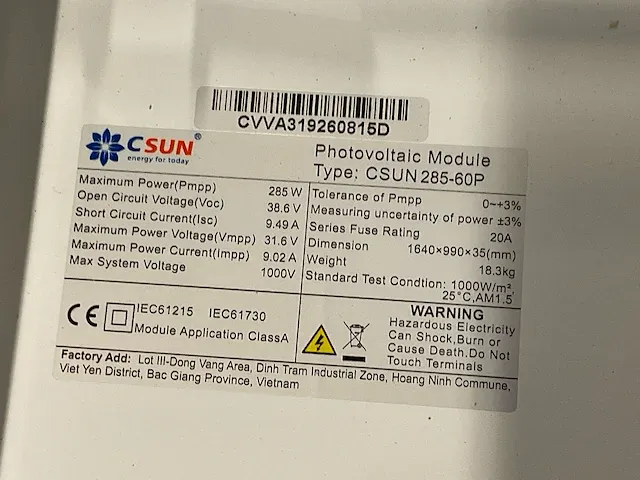 CVVA319260815D
CSUN®
energy for today
Photovoltaic Module
Type: CSUN 285-60P
Maximum Power(Pmpp) 285 W
Open Circuit Voltage(Voc) 38.6 V
Short Circuit Current(Isc) 9.49 A
Maximum Power Voltage(Vmpp) 31.6 V
Maximum Power Current(Impp) 9.02 A
Max System Voltage 1000V
Tolerance of Pmpp 0~+3%
Measuring uncertainty of power ±3%
Series Fuse Rating 20A
Dimension 1640×990×35(mm)
Weight 18.3kg
Standard Test Condtion: 1000W/m²,
25°C,AM1.5
CE IEC61215 IEC61730
Module Application ClassA
WARNING
Hazardous Electricity
Can Shock,Burn or
Cause Death.Do Not
Touch Terminals
Factory Add: Lot III-Dong Vang Area, Dinh Tram Industrial Zone, Hoang Ninh Commune,
Viet Yen District, Bac Giang Province, Vietnam